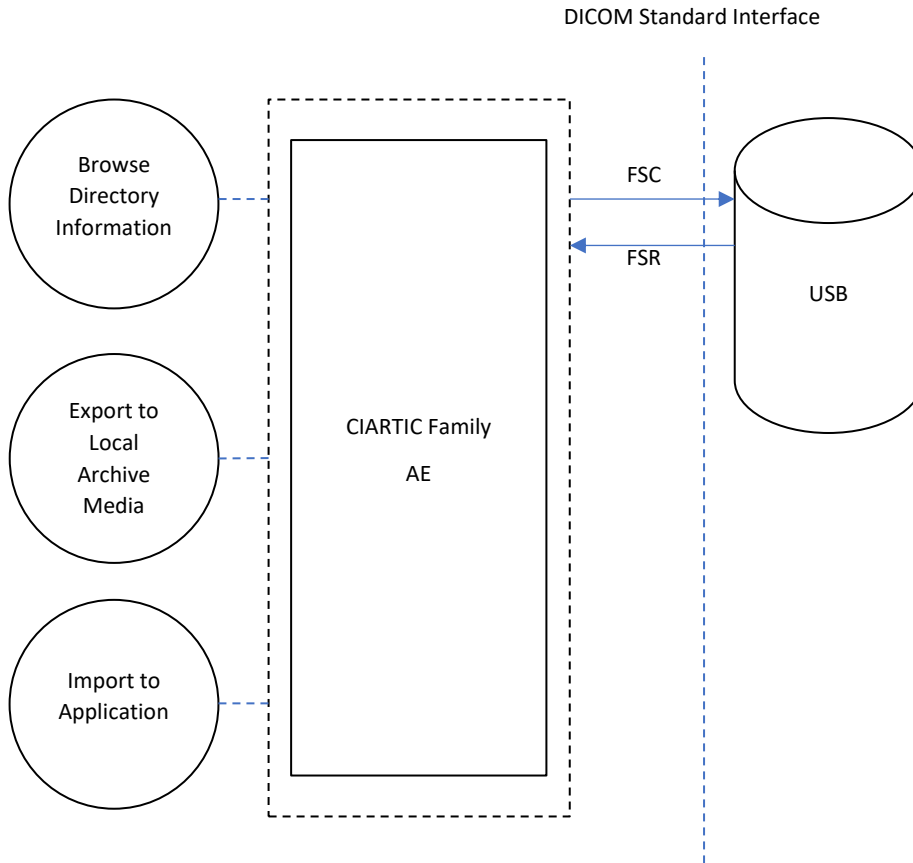 DICOM Standard Interface
Browse
Directory
Information
FSC
FSR
USB
Export to
Local
Archive
Media
CIARTIC Family
AE
Import to
Application